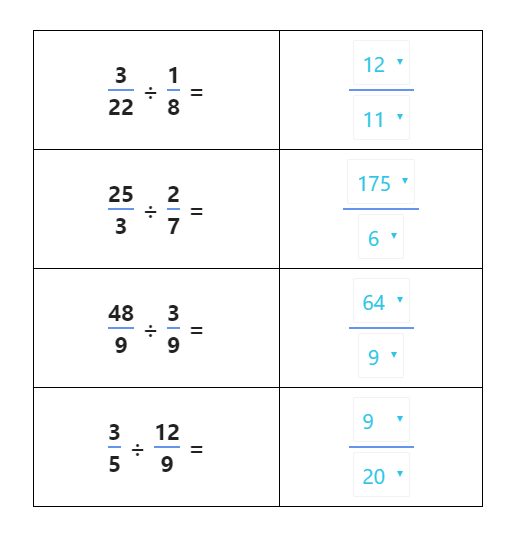 3/22 ÷ 1/8 = 12/11
25/3 ÷ 2/7 = 175/6
48/9 ÷ 3/9 = 64/9
3/5 ÷ 12/9 = 9/20